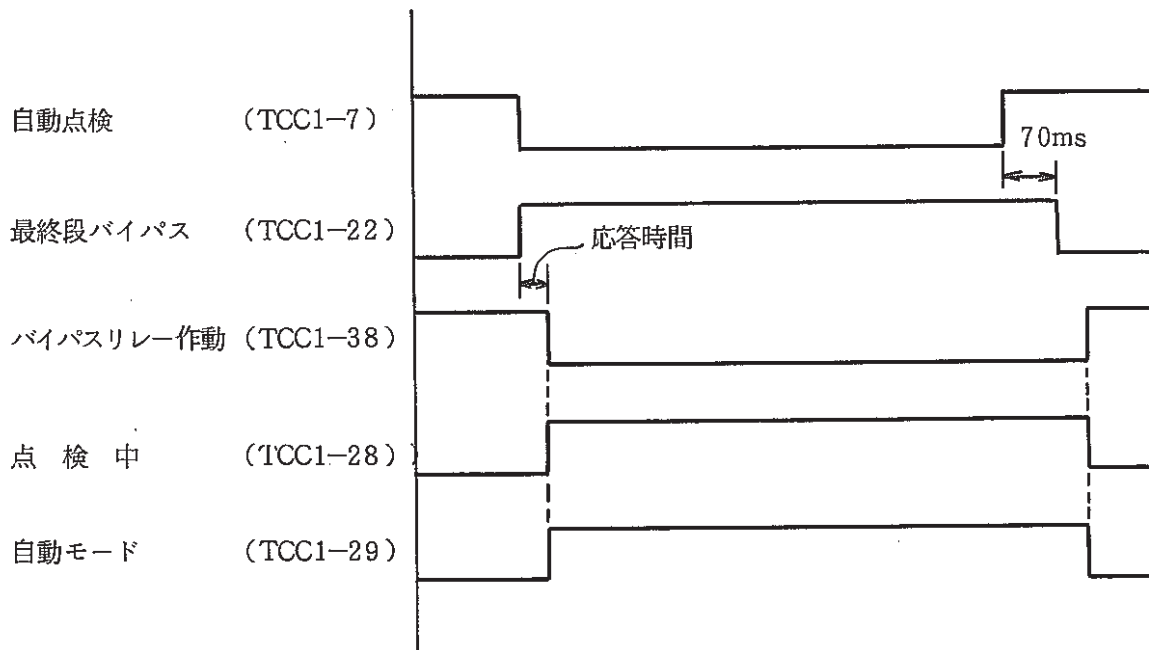 自動点検 (TCC1-7)
70ms
最終段バイパス (TCC1-22)
応答時間
バイパスリレー作動 (TCC1-38)
点検中 (TCC1-28)
自動モード (TCC1-29)